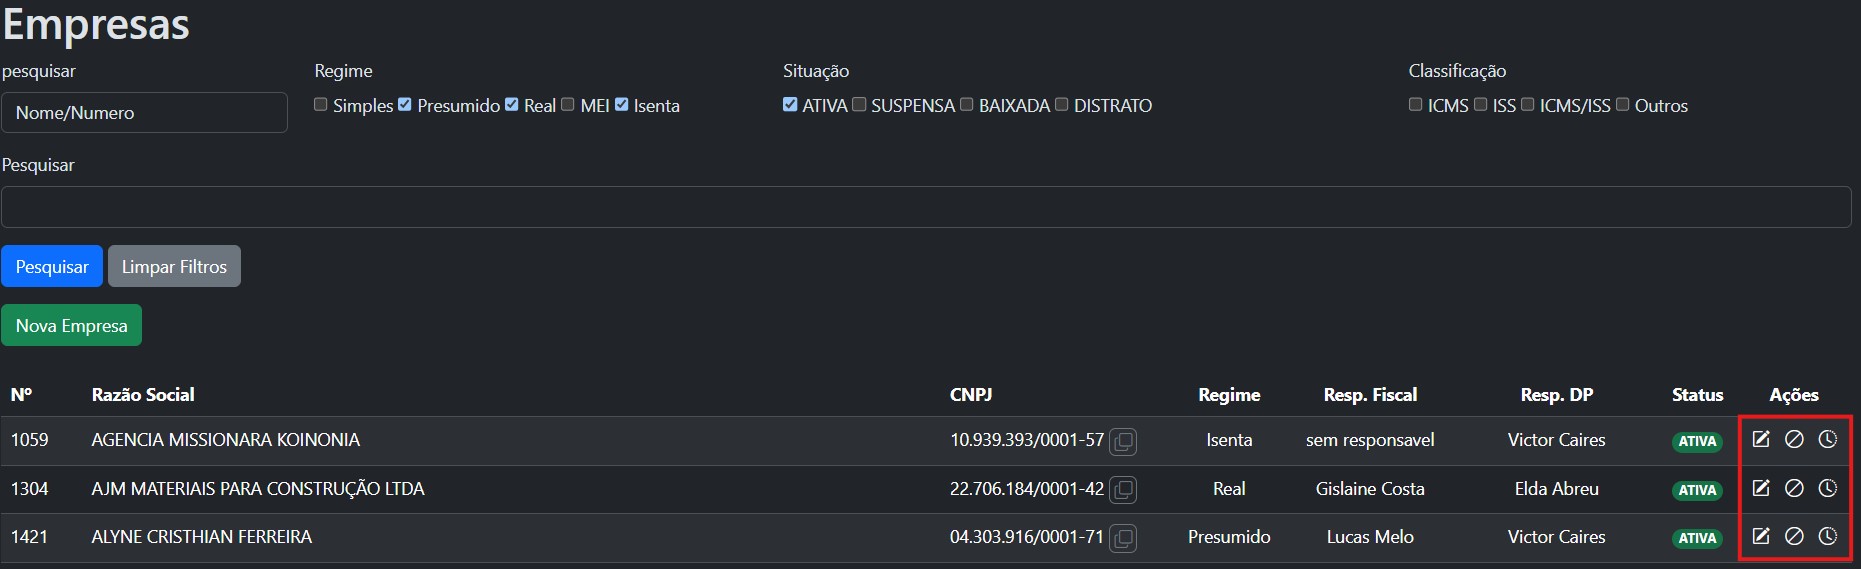 Empresas
pesquisar Regime Situação Classificação
Nome/Numero Simples Presumido Real MEI Isenta ATIVA SUSPENSA BAIXADA DISTRATO ICMS ISS ICMS/ISS Outros
Pesquisar
Pesquisar Limpar Filtros
Nova Empresa
Nº Razão Social CNPJ Regime Resp. Fiscal Resp. DP Status Ações
1059 AGENCIA MISSIONARA KOINONIA 10.939.393/0001-57 Isenta sem responsavel Victor Caires ATIVA
1304 AJM MATERIAIS PARA CONSTRUÇÃO LTDA 22.706.184/0001-42 Real Gislaine Costa Elda Abreu ATIVA
1421 ALYNE CRISTHIAN FERREIRA 04.303.916/0001-71 Presumido Lucas Melo Victor Caires ATIVA